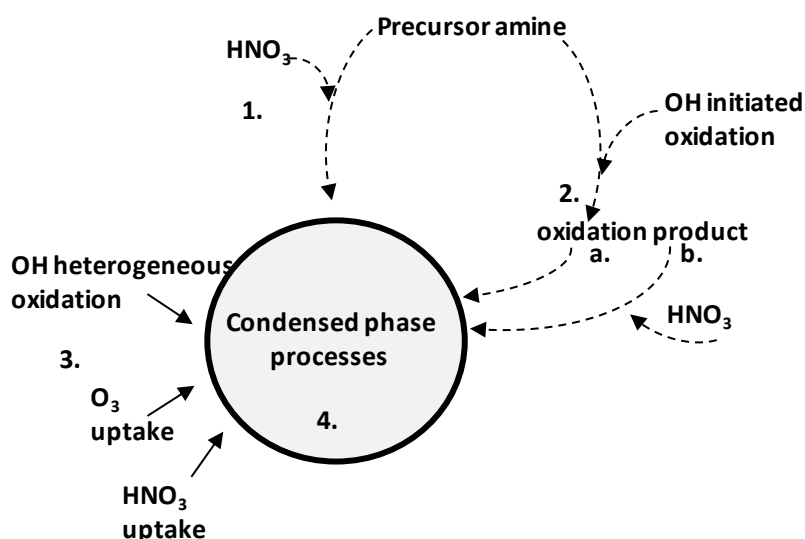 Precursor amine
HNO₃
1.
OH initiated
oxidation
2.
oxidation product
a.
b.
HNO₃
OH heterogeneous
oxidation
Condensed phase
processes
3.
O₃
uptake
4.
HNO₃
uptake